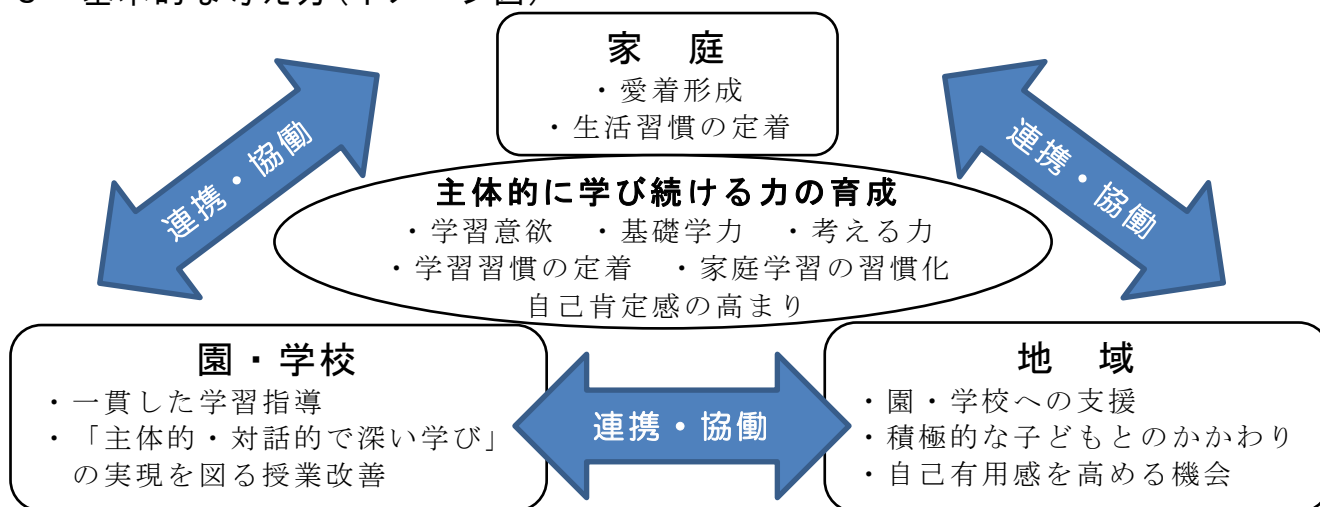 家　庭
・愛着形成
・生活習慣の定着
連携・協働
連携・協働
主体的に学び続ける力の育成
・学習意欲　・基礎学力　・考える力
・学習習慣の定着　・家庭学習の習慣化
自己肯定感の高まり
園・学校
・一貫した学習指導
・「主体的・対話的で深い学び」
の実現を図る授業改善
連携・協働
地　域
・園・学校への支援
・積極的な子どもとのかかわり
・自己有用感を高める機会